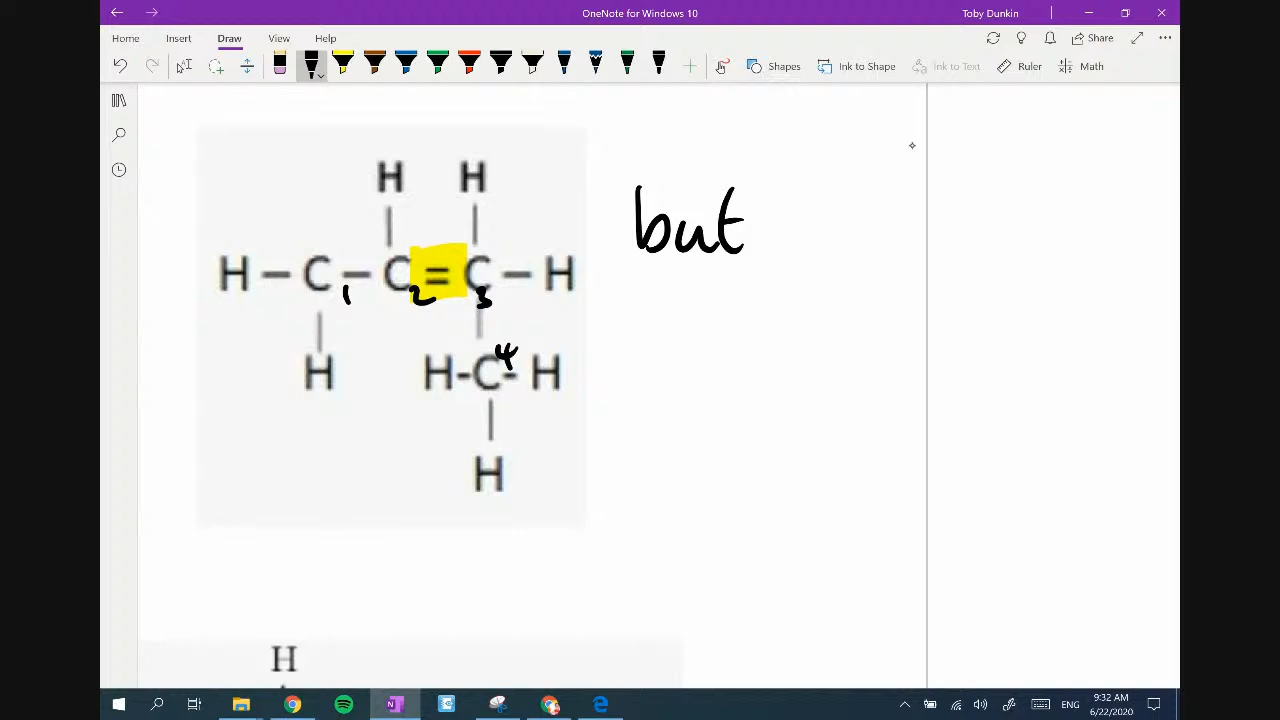 OneNote for Windows 10
Toby Dunkin
Home Insert Draw View Help
Share
Shapes Ink to Shape Ink to Text Ruler Math
H H
H C C C H
1 2 3
H H-C- H
4
H
but
H
ENG
9:32 AM
6/22/2020